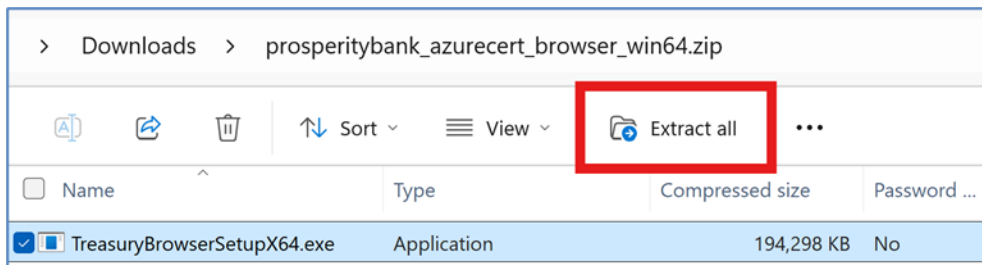 > Downloads > prosperitybank_azurecert_browser_win64.zip
Sort View Extract all ...
Name Type Compressed size Password ...
TreasuryBrowserSetupX64.exe Application 194,298 KB No